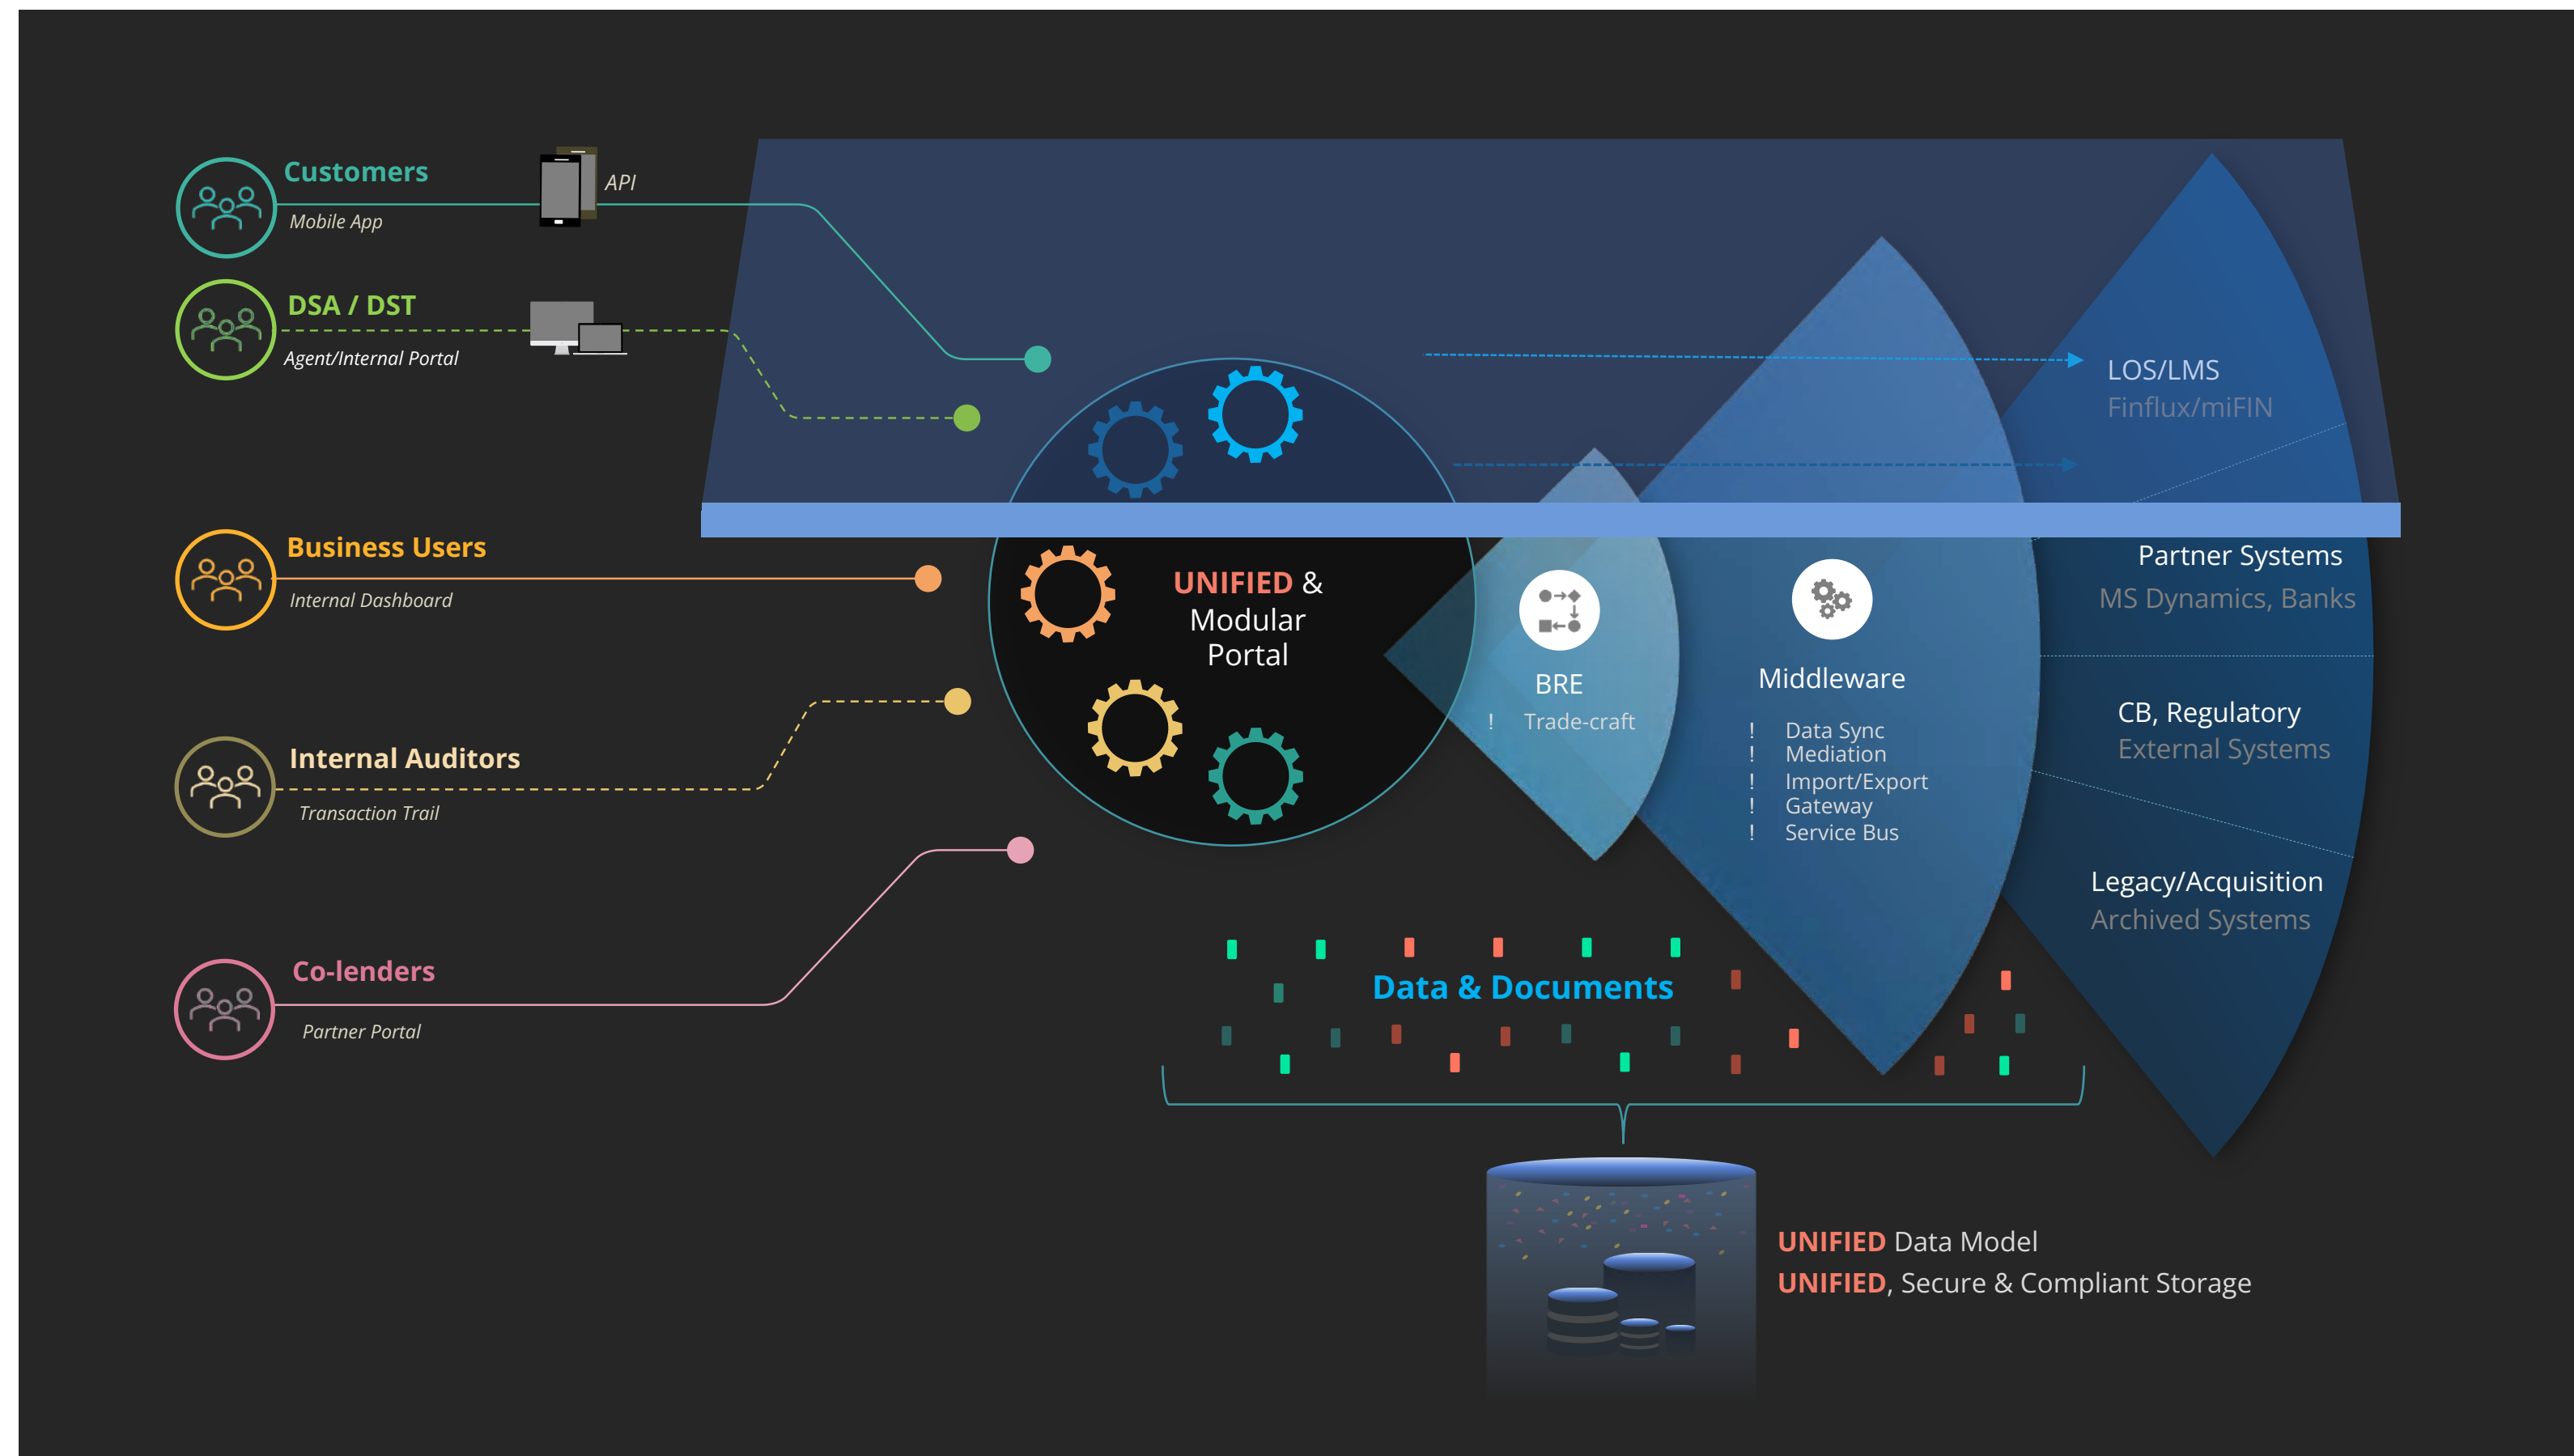 Customers
Mobile App
API
DSA / DST
Agent/Internal Portal
Business Users
Internal Dashboard
Internal Auditors
Transaction Trail
Co-lenders
Partner Portal
UNIFIED &
Modular
Portal
BRE
! Trade-craft
Middleware
! Data Sync
! Mediation
! Import/Export
! Gateway
! Service Bus
LOS/LMS
Finflux/miFIN
Partner Systems
MS Dynamics, Banks
CB, Regulatory
External Systems
Legacy/Acquisition
Archived Systems
Data & Documents
UNIFIED Data Model
UNIFIED, Secure & Compliant Storage